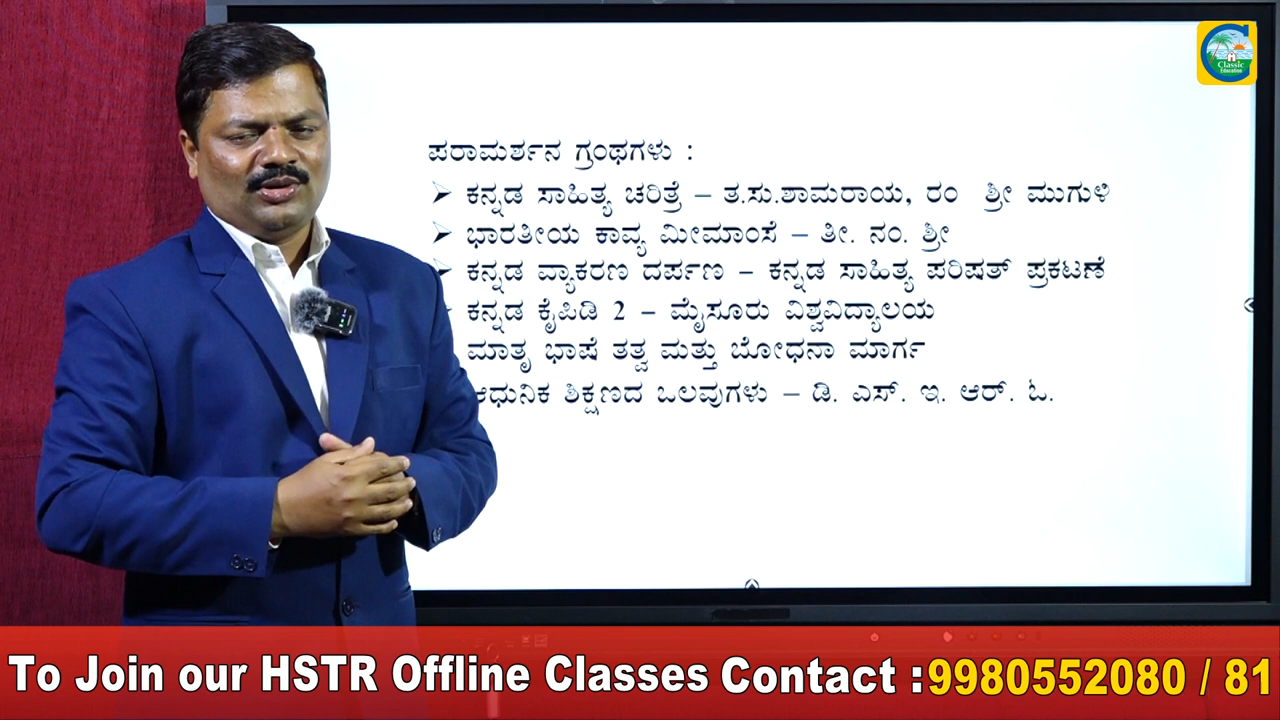 Classic
Education
ಪರಾಮರ್ಶನ ಗ್ರಂಥಗಳು :
➢ ಕನ್ನಡ ಸಾಹಿತ್ಯ ಚರಿತ್ರೆ – ತ.ಸು.ಶಾಮರಾಯ, ರಂ ಶ್ರೀ ಮುಗುಳಿ
➢ ಭಾರತೀಯ ಕಾವ್ಯ ಮೀಮಾಂಸೆ – ತೀ. ನಂ. ಶ್ರೀ
➢ ಕನ್ನಡ ವ್ಯಾಕರಣ ದರ್ಪಣ – ಕನ್ನಡ ಸಾಹಿತ್ಯ ಪರಿಷತ್ ಪ್ರಕಟಣೆ
ಕನ್ನಡ ಕೈಪಿಡಿ 2 – ಮೈಸೂರು ವಿಶ್ವವಿದ್ಯಾಲಯ
ಮಾತೃ ಭಾಷೆ ತತ್ವ ಮತ್ತು ಬೋಧನಾ ಮಾರ್ಗ
ಆಧುನಿಕ ಶಿಕ್ಷಣದ ಒಲವುಗಳು – ಡಿ. ಎಸ್. ಇ. ಆರ್. ಓ.
To Join our HSTR Offline Classes Contact :9980552080 / 81